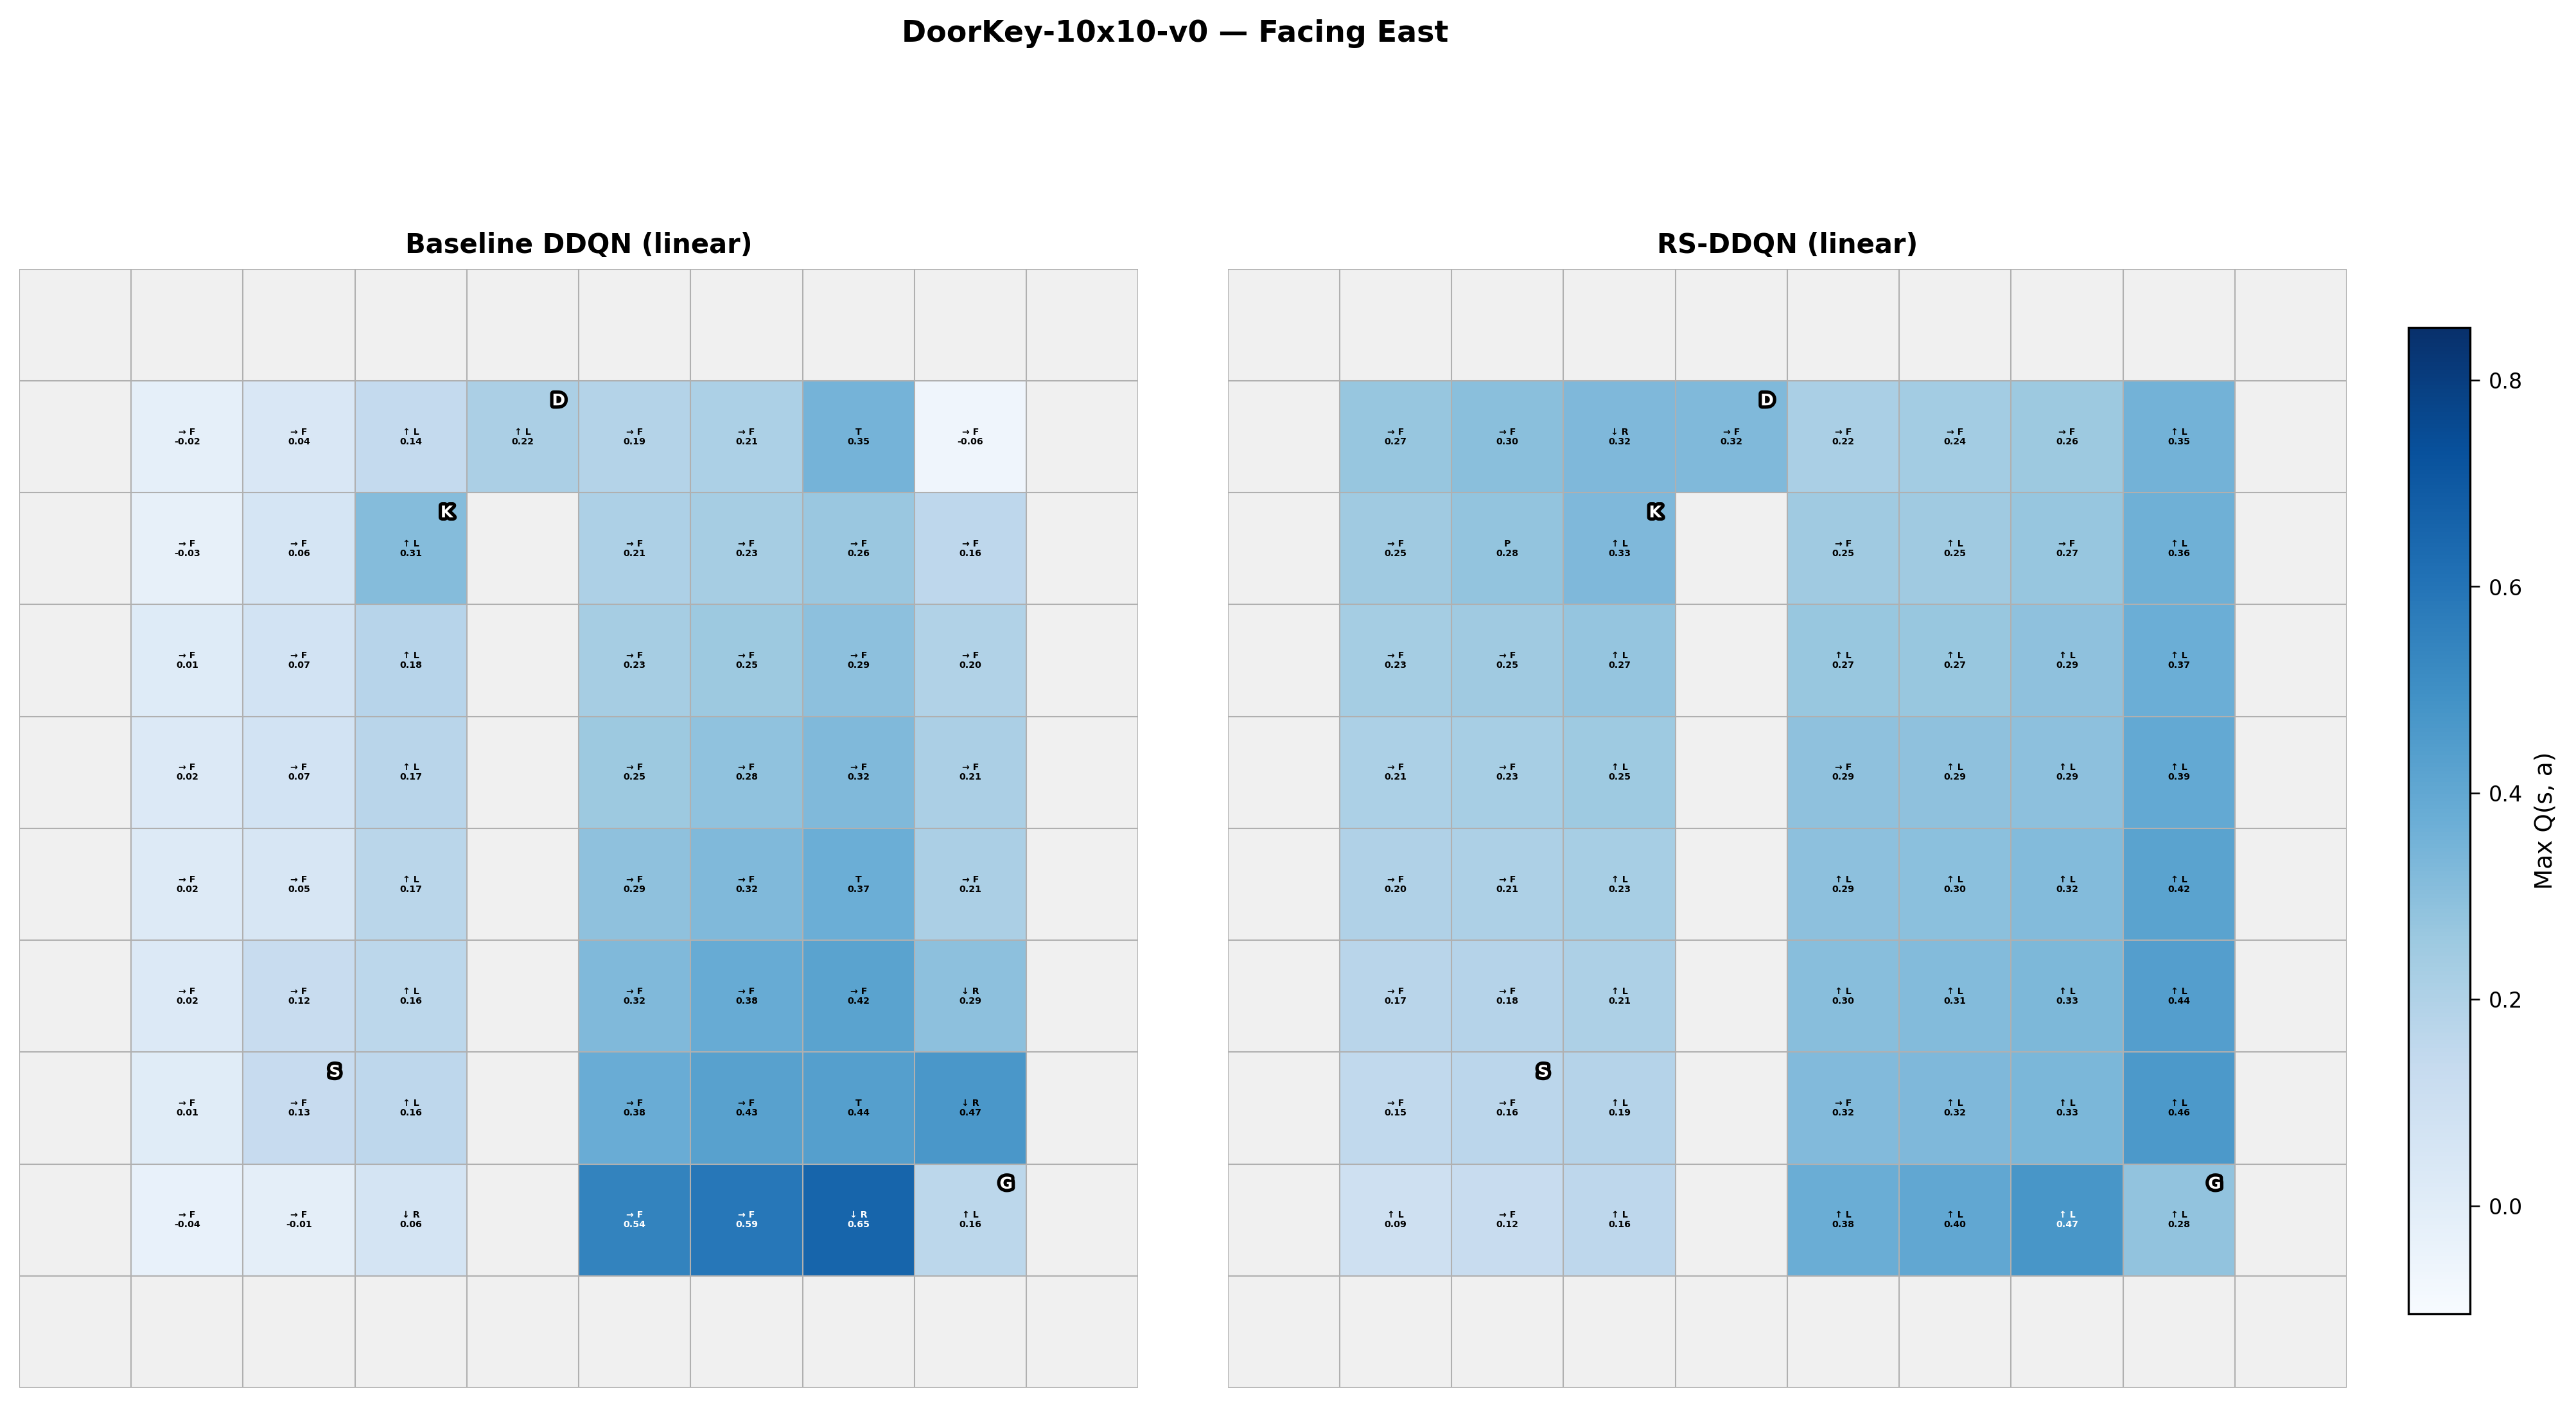 DoorKey-10x10-v0 — Facing East
Baseline DDQN (linear)
D
→ F → F ↑ L ↑ L → F → F T → F
-0.02 0.04 0.14 0.22 0.19 0.21 0.35 -0.06
K
→ F → F ↑ L → F → F → F → F
-0.03 0.06 0.31 0.21 0.23 0.26 0.16
→ F → F ↑ L → F → F → F → F
0.01 0.07 0.18 0.23 0.25 0.29 0.20
→ F → F ↑ L → F → F → F → F
0.02 0.07 0.17 0.25 0.28 0.32 0.21
→ F → F ↑ L → F → F T → F
0.02 0.05 0.17 0.29 0.32 0.37 0.21
→ F → F ↑ L → F → F → F ↓ R
0.02 0.12 0.16 0.32 0.38 0.42 0.29
S
→ F → F ↑ L → F → F T ↓ R
0.01 0.13 0.16 0.38 0.43 0.44 0.47
G
→ F → F ↓ R → F → F ↓ R ↑ L
-0.04 -0.01 0.06 0.54 0.59 0.65 0.16
RS-DDQN (linear)
D
→ F → F ↓ R → F → F → F → F ↑ L
0.27 0.30 0.32 0.32 0.22 0.24 0.26 0.35
K
→ F P ↑ L → F ↑ L → F ↑ L
0.25 0.28 0.33 0.25 0.25 0.27 0.36
→ F → F ↑ L ↑ L ↑ L ↑ L ↑ L
0.23 0.25 0.27 0.27 0.27 0.29 0.37
→ F → F ↑ L → F ↑ L ↑ L ↑ L
0.21 0.23 0.25 0.29 0.29 0.29 0.39
→ F → F ↑ L ↑ L ↑ L ↑ L ↑ L
0.20 0.21 0.23 0.29 0.30 0.32 0.42
→ F → F ↑ L ↑ L ↑ L ↑ L ↑ L
0.17 0.18 0.21 0.30 0.31 0.33 0.44
S
→ F → F ↑ L → F ↑ L ↑ L ↑ L
0.15 0.16 0.19 0.32 0.32 0.33 0.46
G
↑ L → F ↑ L ↑ L ↑ L ↑ L ↑ L
0.09 0.12 0.16 0.38 0.40 0.47 0.28
0.8
0.6
0.4
0.2
0.0
Max Q(s, a)